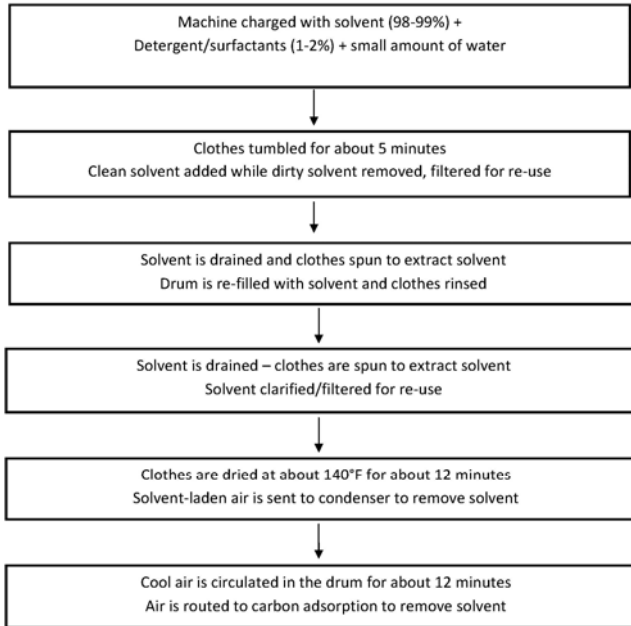 Machine charged with solvent (98-99%) +
Detergent/surfactants (1-2%) + small amount of water
Clothes tumbled for about 5 minutes
Clean solvent added while dirty solvent removed, filtered for re-use
Solvent is drained and clothes spun to extract solvent
Drum is re-filled with solvent and clothes rinsed
Solvent is drained – clothes are spun to extract solvent
Solvent clarified/filtered for re-use
Clothes are dried at about 140°F for about 12 minutes
Solvent-laden air is sent to condenser to remove solvent
Cool air is circulated in the drum for about 12 minutes
Air is routed to carbon adsorption to remove solvent